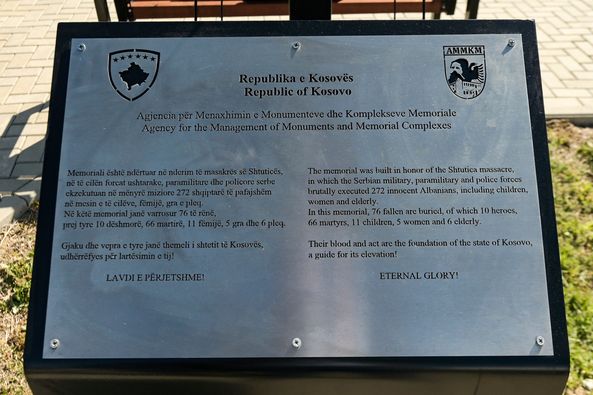 AMMKM
Republika e Kosovës
Republic of Kosovo
Agjencia për Menaxhimin e Monumenteve dhe Komplekseve Memoriale
Agency for the Management of Monuments and Memorial Complexes
Memoriali është ndërtuar në nderim të masakrës së Shticës,
në të cilën forcat ushtarake, paramilitare dhe policore serbe
ekzekutuan në mënyrë miziore 272 shqiptarë të pafajshëm
në mesin e të cilëve, fëmijë, gra e pleq.
Në këtë memorial janë varrosur 76 të rënë,
prej tyre 10 dëshmorë, 66 martirë, 11 fëmijë, 5 gra dhe 6 pleq.
Gjaku dhe vepra e tyre janë themeli i shtetit të Kosovës,
udhërrëfyes për lartësimin e tij!
LAVDI E PËRJETSHME!
The memorial was built in honor of the Shtutica massacre,
in which the Serbian military, paramilitary and police forces
brutally executed 272 innocent Albanians, including children,
women and elderly.
In this memorial, 76 fallen are buried, of which 10 heroes,
66 martyrs, 11 children, 5 women and 6 elderly.
Their blood and act are the foundation of the state of Kosovo,
a guide for its elevation!
ETERNAL GLORY!